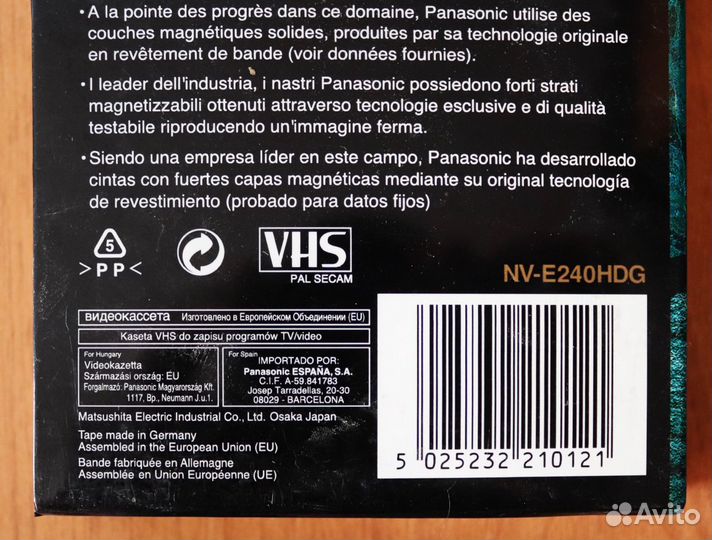 • A la pointe des progrès dans ce domaine, Panasonic utilise des
couches magnétiques solides, produites par sa technologie originale
en revêtement de bande (voir données fournies).
• I leader dell'industria, i nastri Panasonic possiedono forti strati
magnetizzabili ottenuti attraverso tecnologie esclusive e di qualità
testabile riproducendo un'immagine ferma.
• Siendo una empresa líder en este campo, Panasonic ha desarrollado
cintas con fuertes capas magnéticas mediante su original tecnología
de revestimiento (probado para datos fijos)
5
>PP<
VHS
PAL SECAM
NV-E240HDG
ВИДЕОКАССЕТА Изготовлено в Европейском Объединении (EU)
Kaseta VHS do zapisu programów TV/video
For Hungary
Videokazetta
Származási ország: EU
Forgalmazó: Panasonic Magyarország Kft.
1117, Bp., Neumann J.u.1.
For Spain
IMPORTADO POR:
Panasonic ESPAÑA, S.A.
C.I.F. A-59.841783
Josep Tarradellas, 20-30
08029 - BARCELONA
Matsushita Electric Industrial Co., Ltd. Osaka Japan
Tape made in Germany
Assembled in the European Union (EU)
Bande fabriquée en Allemagne
Assemblée en Union Européenne (UE)
5 025232 210121
Avito